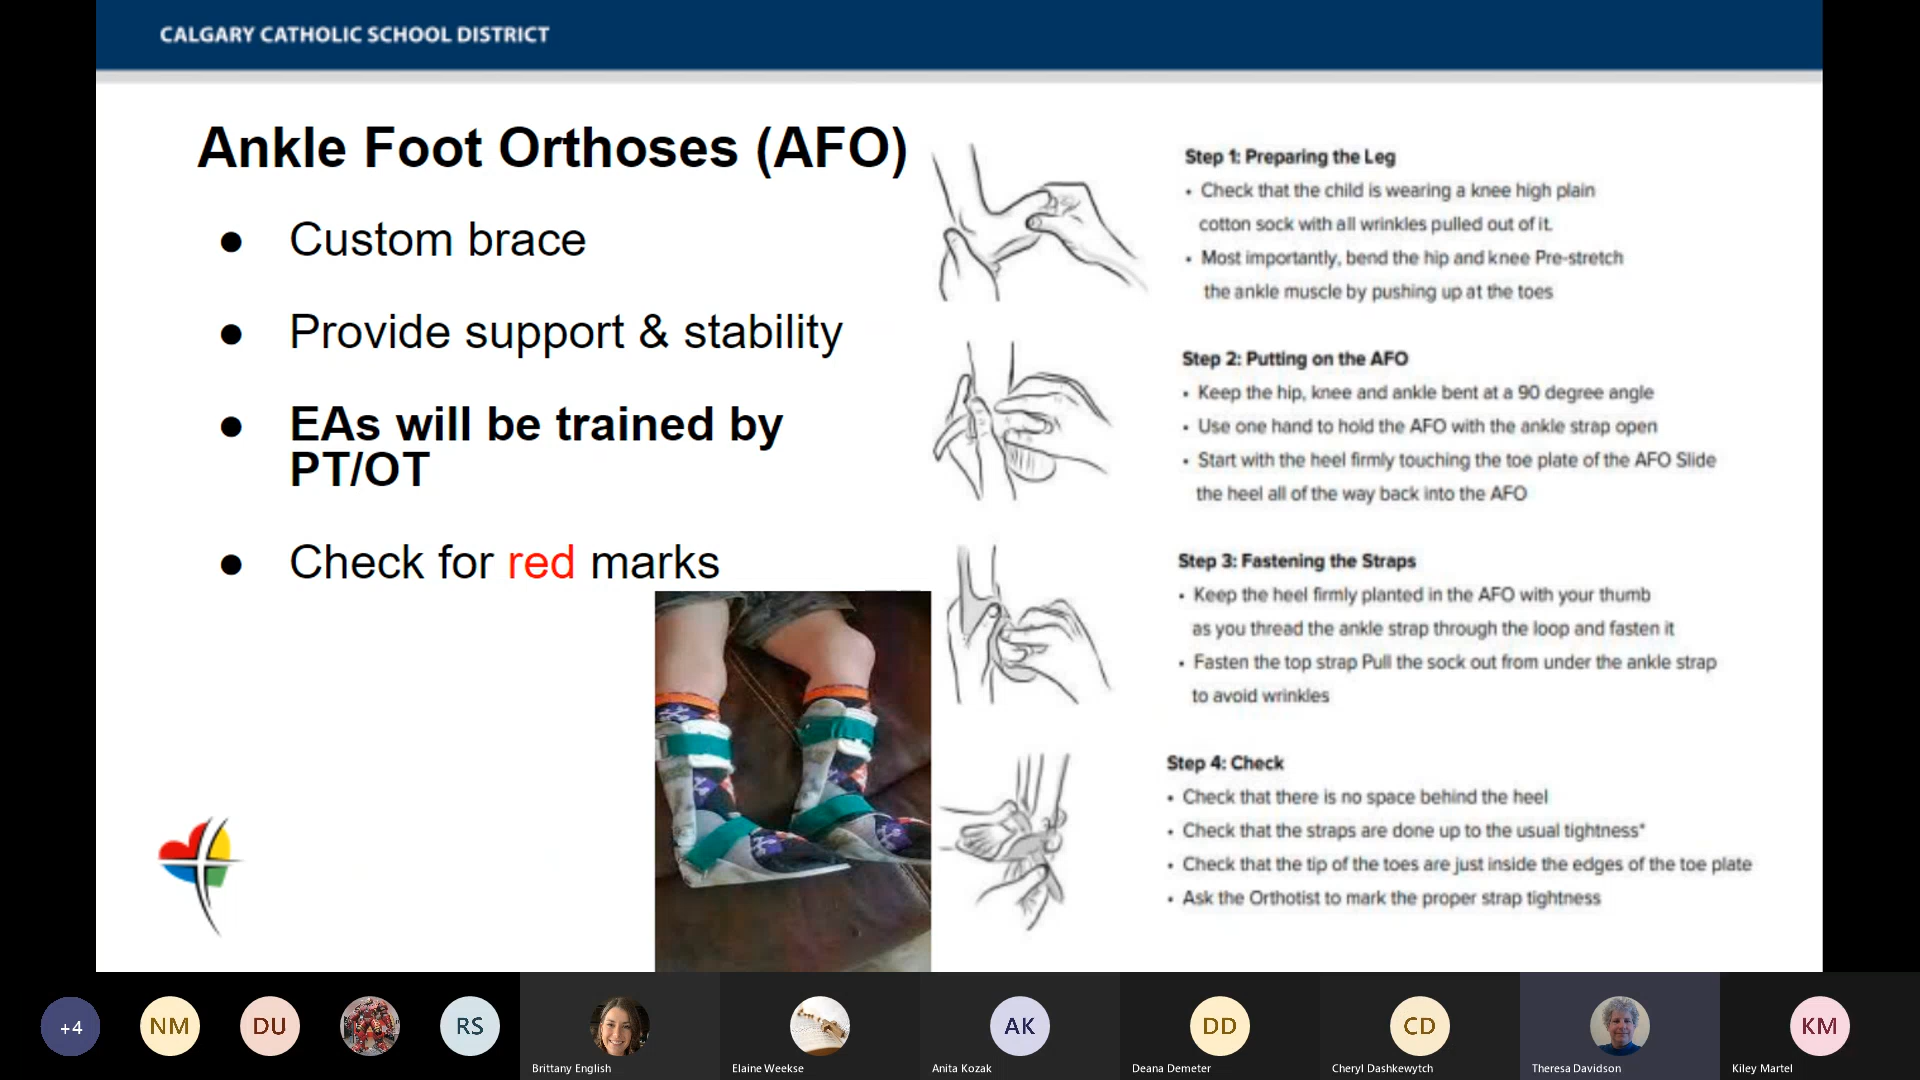 CALGARY CATHOLIC SCHOOL DISTRICT
Ankle Foot Orthoses (AFO)
● Custom brace
● Provide support & stability
● EAs will be trained by
PT/OT
● Check for red marks
Step 1: Preparing the Leg
• Check that the child is wearing a knee high plain
cotton sock with all wrinkles pulled out of it.
• Most importantly, bend the hip and knee Pre-stretch
the ankle muscle by pushing up at the toes
Step 2: Putting on the AFO
• Keep the hip, knee and ankle bent at a 90 degree angle
• Use one hand to hold the AFO with the ankle strap open
• Start with the heel firmly touching the toe plate of the AFO Slide
the heel all of the way back into the AFO
Step 3: Fastening the Straps
• Keep the heel firmly planted in the AFO with your thumb
as you thread the ankle strap through the loop and fasten it
• Fasten the top strap Pull the sock out from under the ankle strap
to avoid wrinkles
Step 4: Check
• Check that there is no space behind the heel
• Check that the straps are done up to the usual tightness*
• Check that the tip of the toes are just inside the edges of the toe plate
• Ask the Orthotist to mark the proper strap tightness
+4
NM
DU
RS
Brittany English
Elaine Weekse
AK
Anita Kozak
DD
Deana Demeter
CD
Cheryl Dashkewytch
Theresa Davidson
KM
Kiley Martel